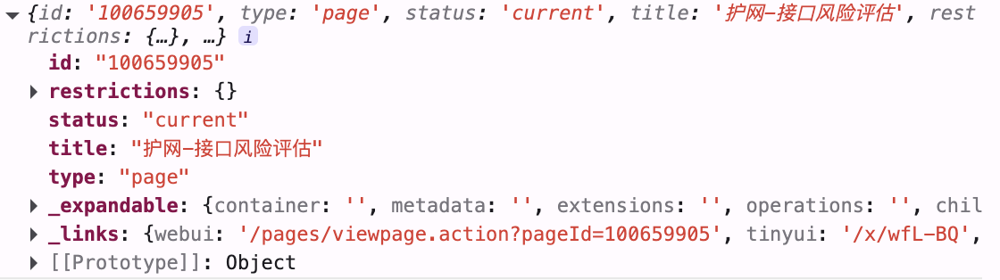 {id: '100659905', type: 'page', status: 'current', title: '护网-接口风险评估', rest
rictions: {…}, …} i
id: "100659905"
restrictions: {}
status: "current"
title: "护网-接口风险评估"
type: "page"
_expandable: {container: '', metadata: '', extensions: '', operations: '', chil
_links: {webui: '/pages/viewpage.action?pageId=100659905', tinyui: '/x/wfL-BQ',
[[Prototype]]: Object